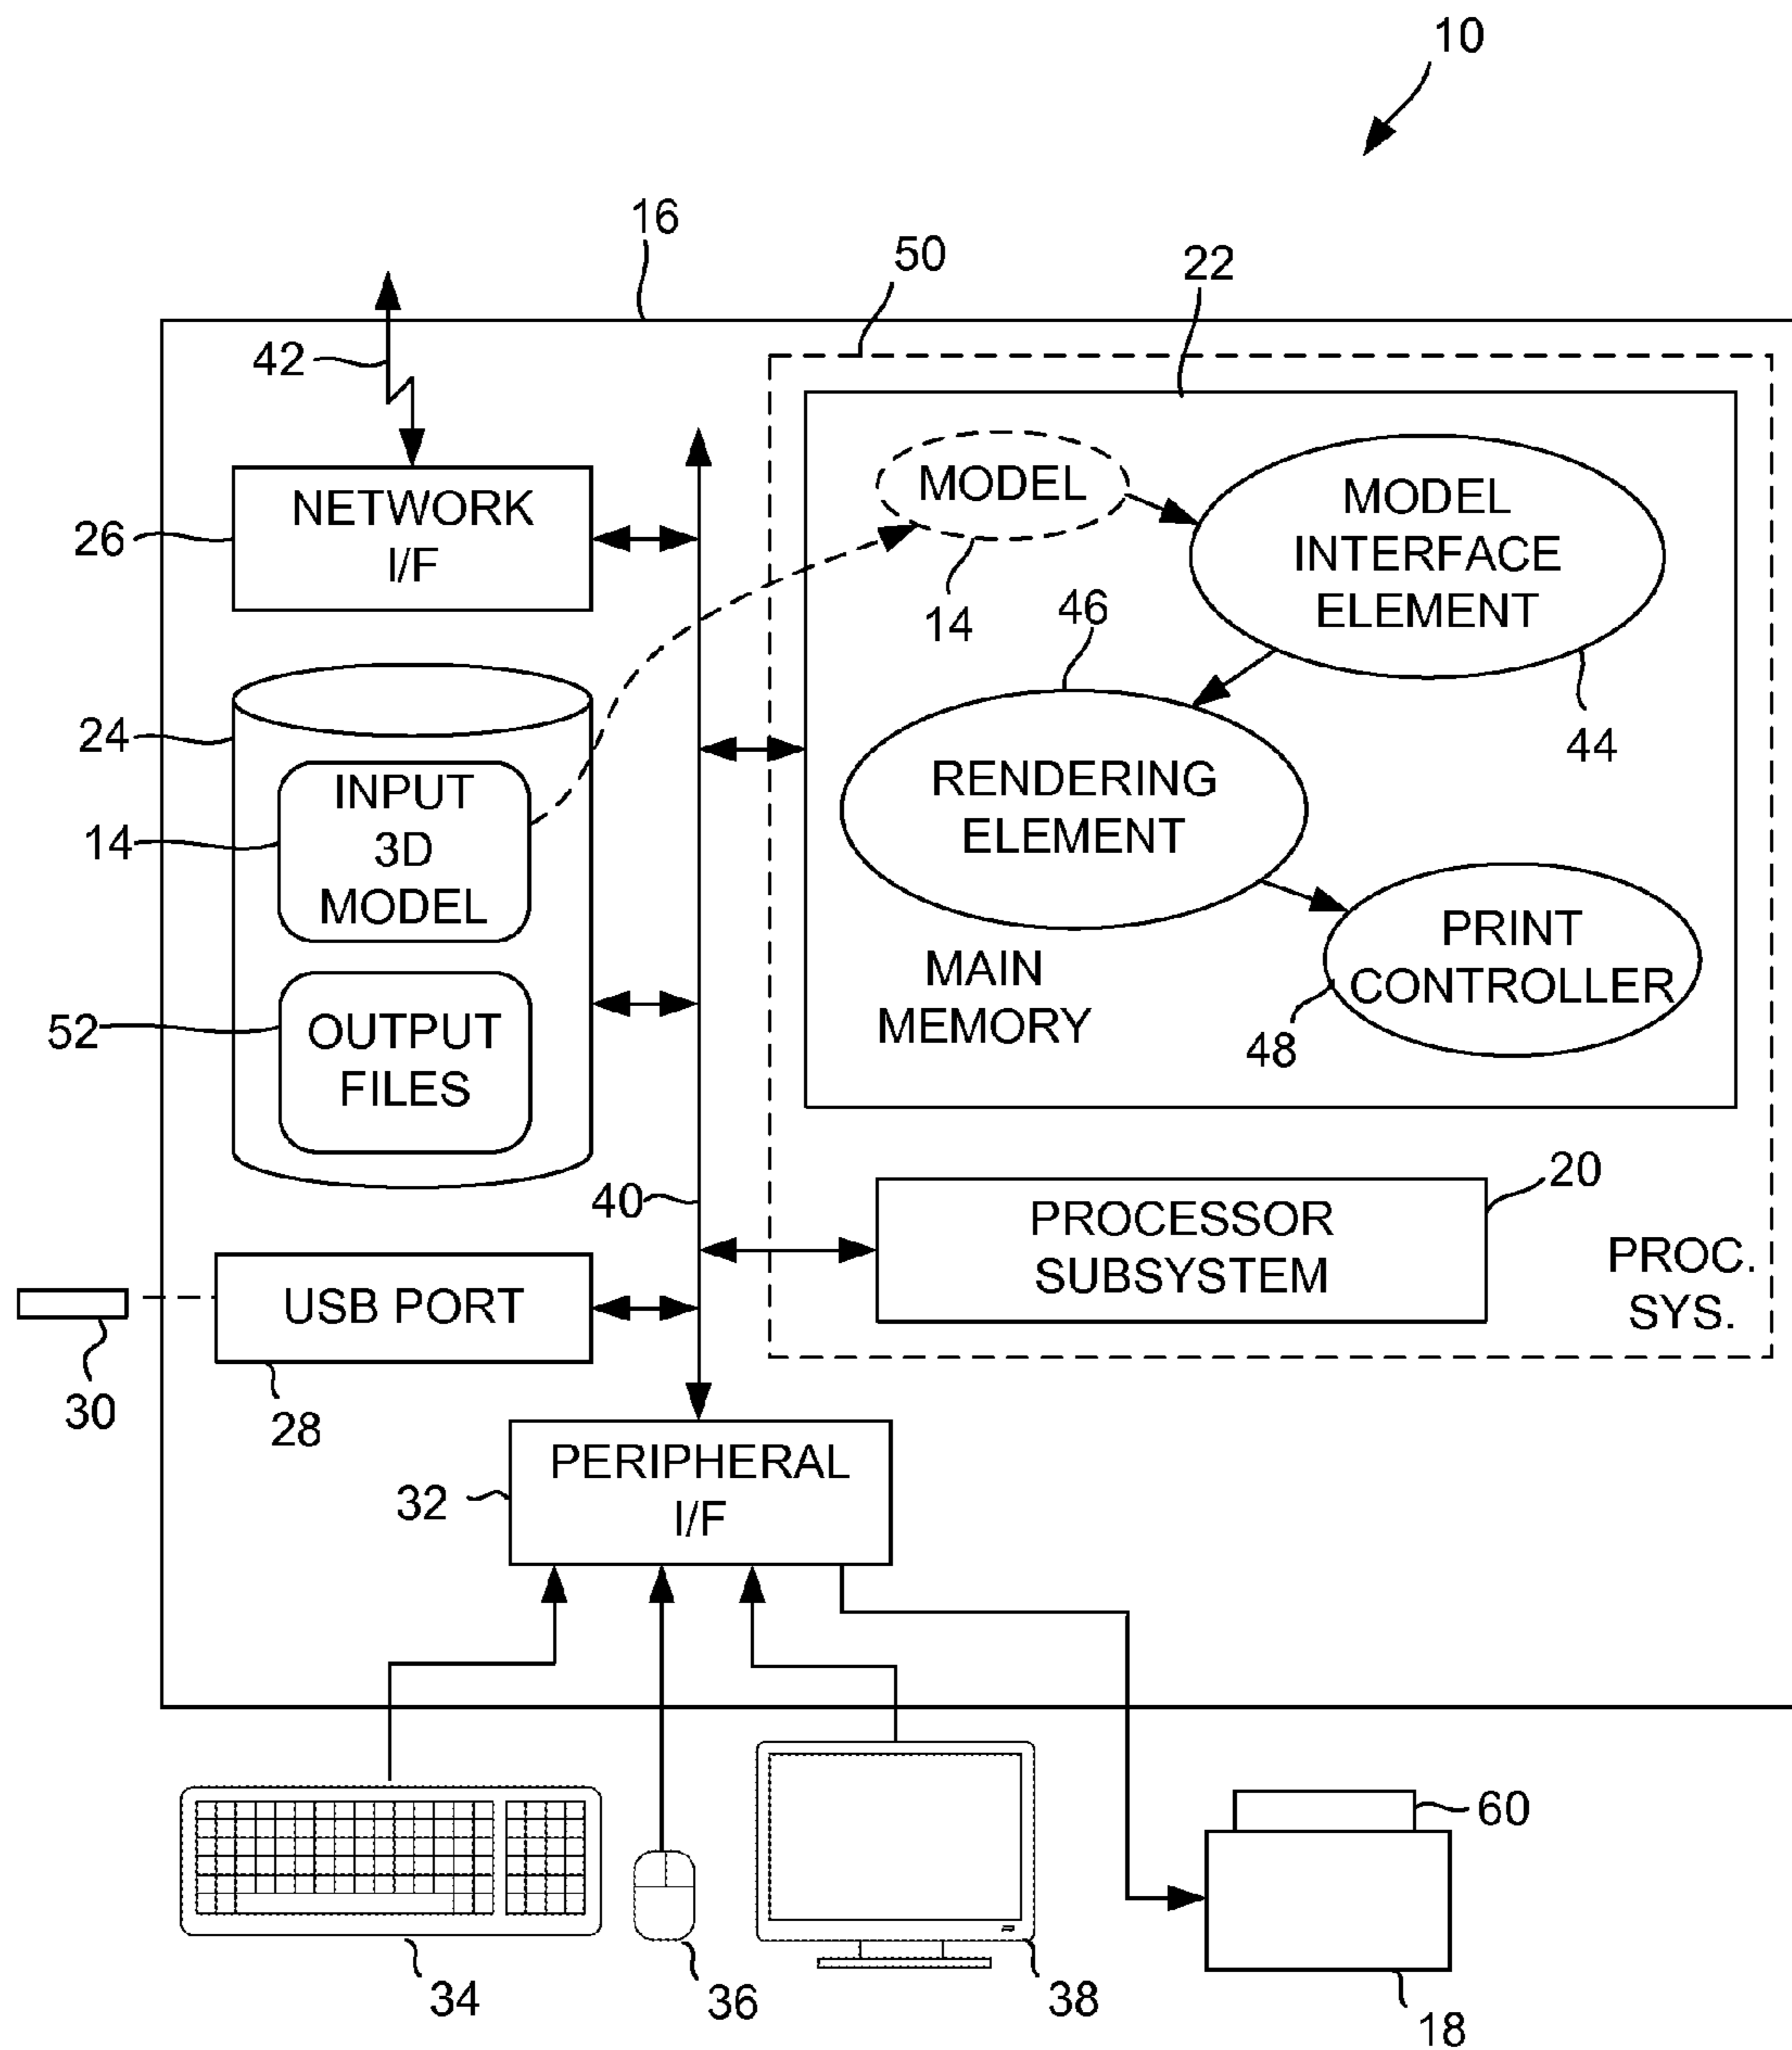 10
16
50
22
42
NETWORK
I/F
26
MODEL
14
MODEL
INTERFACE
ELEMENT
44
46
RENDERING
ELEMENT
24
INPUT
3D
MODEL
14
PRINT
CONTROLLER
48
MAIN
MEMORY
OUTPUT
FILES
52
40
PROCESSOR
SUBSYSTEM
20
PROC.
SYS.
USB PORT
30
28
PERIPHERAL
I/F
32
60
34
36
38
18